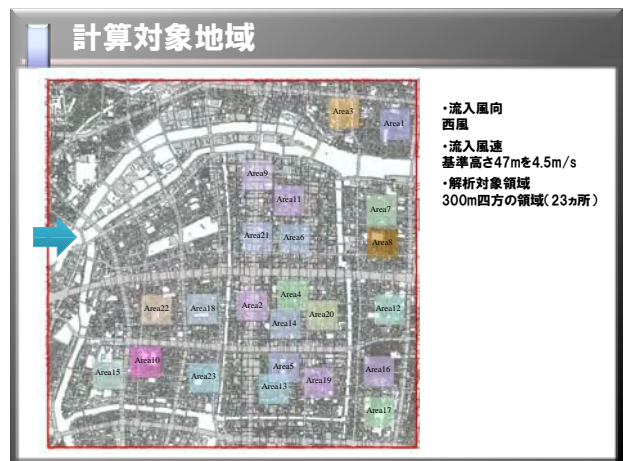 計算対象地域
Area3
Area1
Area9
Area11
Area7
Area21
Area6
Area8
Area22
Area18
Area2
Area4
Area20
Area14
Area12
Area15
Area10
Area23
Area5
Area13
Area19
Area16
Area17
・流入風向
西風
・流入風速
基準高さ47mを4.5m/s
・解析対象領域
300m四方の領域(23ヵ所)